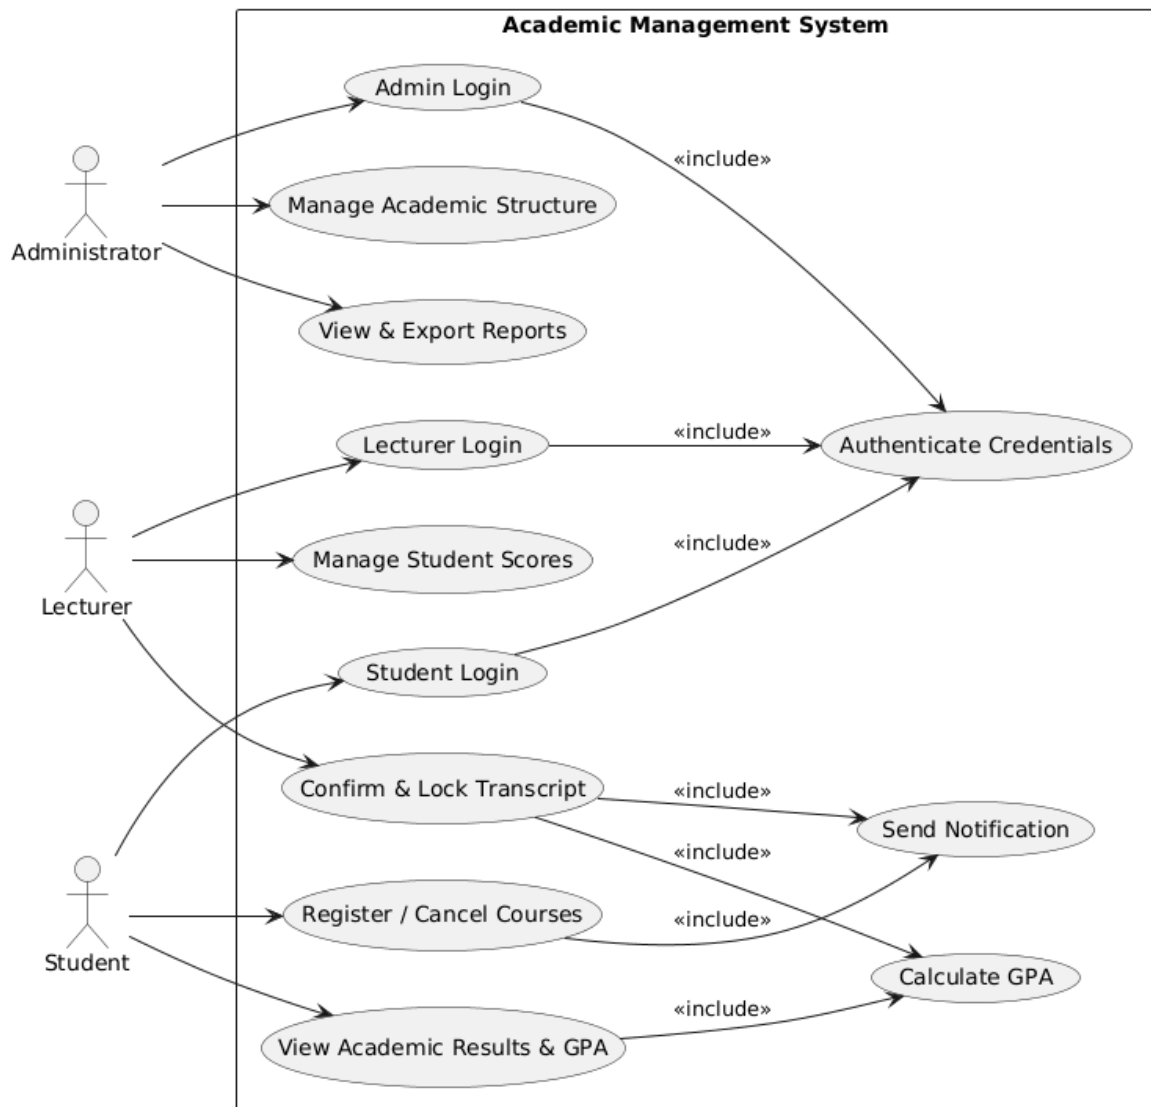 Academic Management System
Admin Login
«include»
Manage Academic Structure
Administrator
View & Export Reports
Lecturer Login
«include»
Authenticate Credentials
«include»
Manage Student Scores
Lecturer
Student Login
Confirm & Lock Transcript
«include»
Send Notification
«include»
Register / Cancel Courses
«include»
Student
Calculate GPA
«include»
View Academic Results & GPA